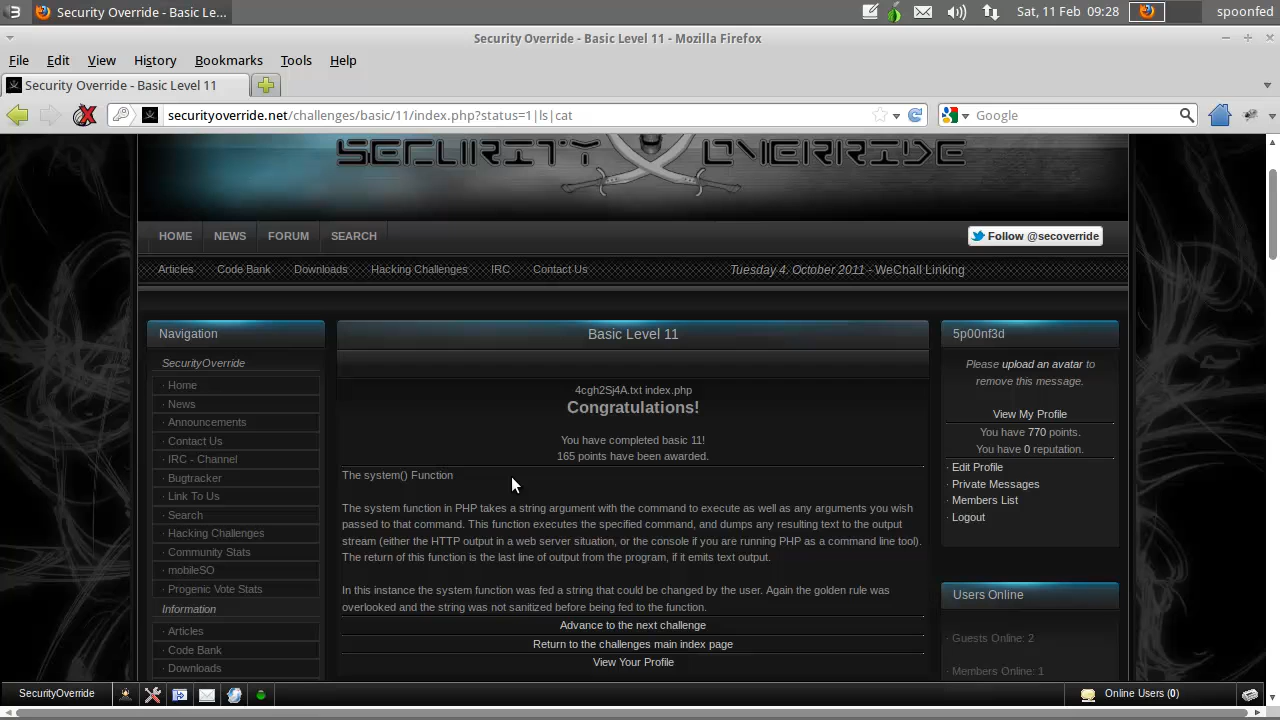 Security Override - Basic Le...
Sat, 11 Feb 09:28
spoonfed
Security Override - Basic Level 11 - Mozilla Firefox
File Edit View History Bookmarks Tools Help
Security Override - Basic Level 11
securityoverride.net/challenges/basic/11/index.php?status=1|ls|cat
Google
SECURITY OVERRIDE
HOME NEWS FORUM SEARCH
Follow @secoverride
Articles Code Bank Downloads Hacking Challenges IRC Contact Us
Tuesday 4. October 2011 - WeChall Linking
Navigation
SecurityOverride
· Home
· News
· Announcements
· Contact Us
· IRC - Channel
· Bugtracker
· Link To Us
· Search
· Hacking Challenges
· Community Stats
· mobileSO
· Progenic Vote Stats
Information
· Articles
· Code Bank
· Downloads
Basic Level 11
4cgh2Sj4A.txt index.php
Congratulations!
You have completed basic 11!
165 points have been awarded.
The system() Function
The system function in PHP takes a string argument with the command to execute as well as any arguments you wish
passed to that command. This function executes the specified command, and dumps any resulting text to the output
stream (either the HTTP output in a web server situation, or the console if you are running PHP as a command line tool).
The return of this function is the last line of output from the program, if it emits text output.
In this instance the system function was fed a string that could be changed by the user. Again the golden rule was
overlooked and the string was not sanitized before being fed to the function.
Advance to the next challenge
Return to the challenges main index page
View Your Profile
5p00nf3d
Please upload an avatar to
remove this message.
View My Profile
You have 770 points.
You have 0 reputation.
· Edit Profile
· Private Messages
· Members List
· Logout
Users Online
· Guests Online: 2
· Members Online: 1
SecurityOverride
Online Users (0)